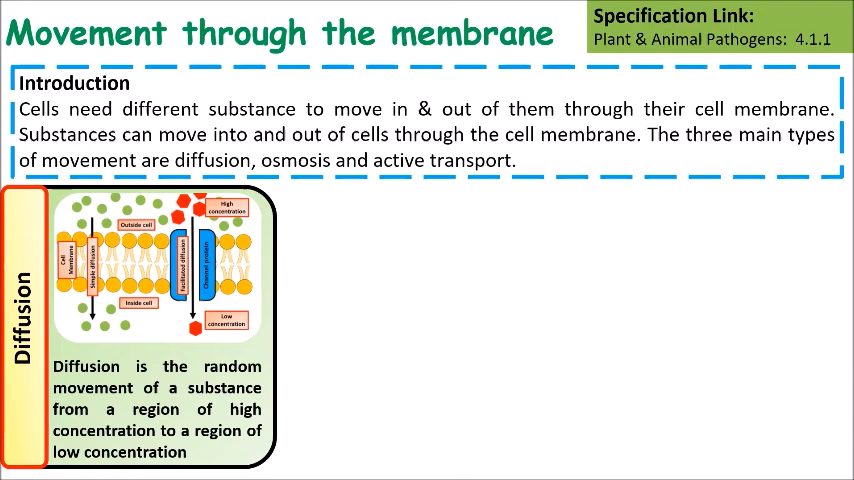 Movement through the membrane
Specification Link:
Plant & Animal Pathogens: 4.1.1
Introduction
Cells need different substance to move in & out of them through their cell membrane.
Substances can move into and out of cells through the cell membrane. The three main types
of movement are diffusion, osmosis and active transport.
Diffusion
High
concentration
Outside cell
Cell
Membrane
Simple diffusion
Facilitated diffusion
Channel protein
Inside cell
Low
concentration
Diffusion is the random
movement of a substance
from a region of high
concentration to a region of
low concentration